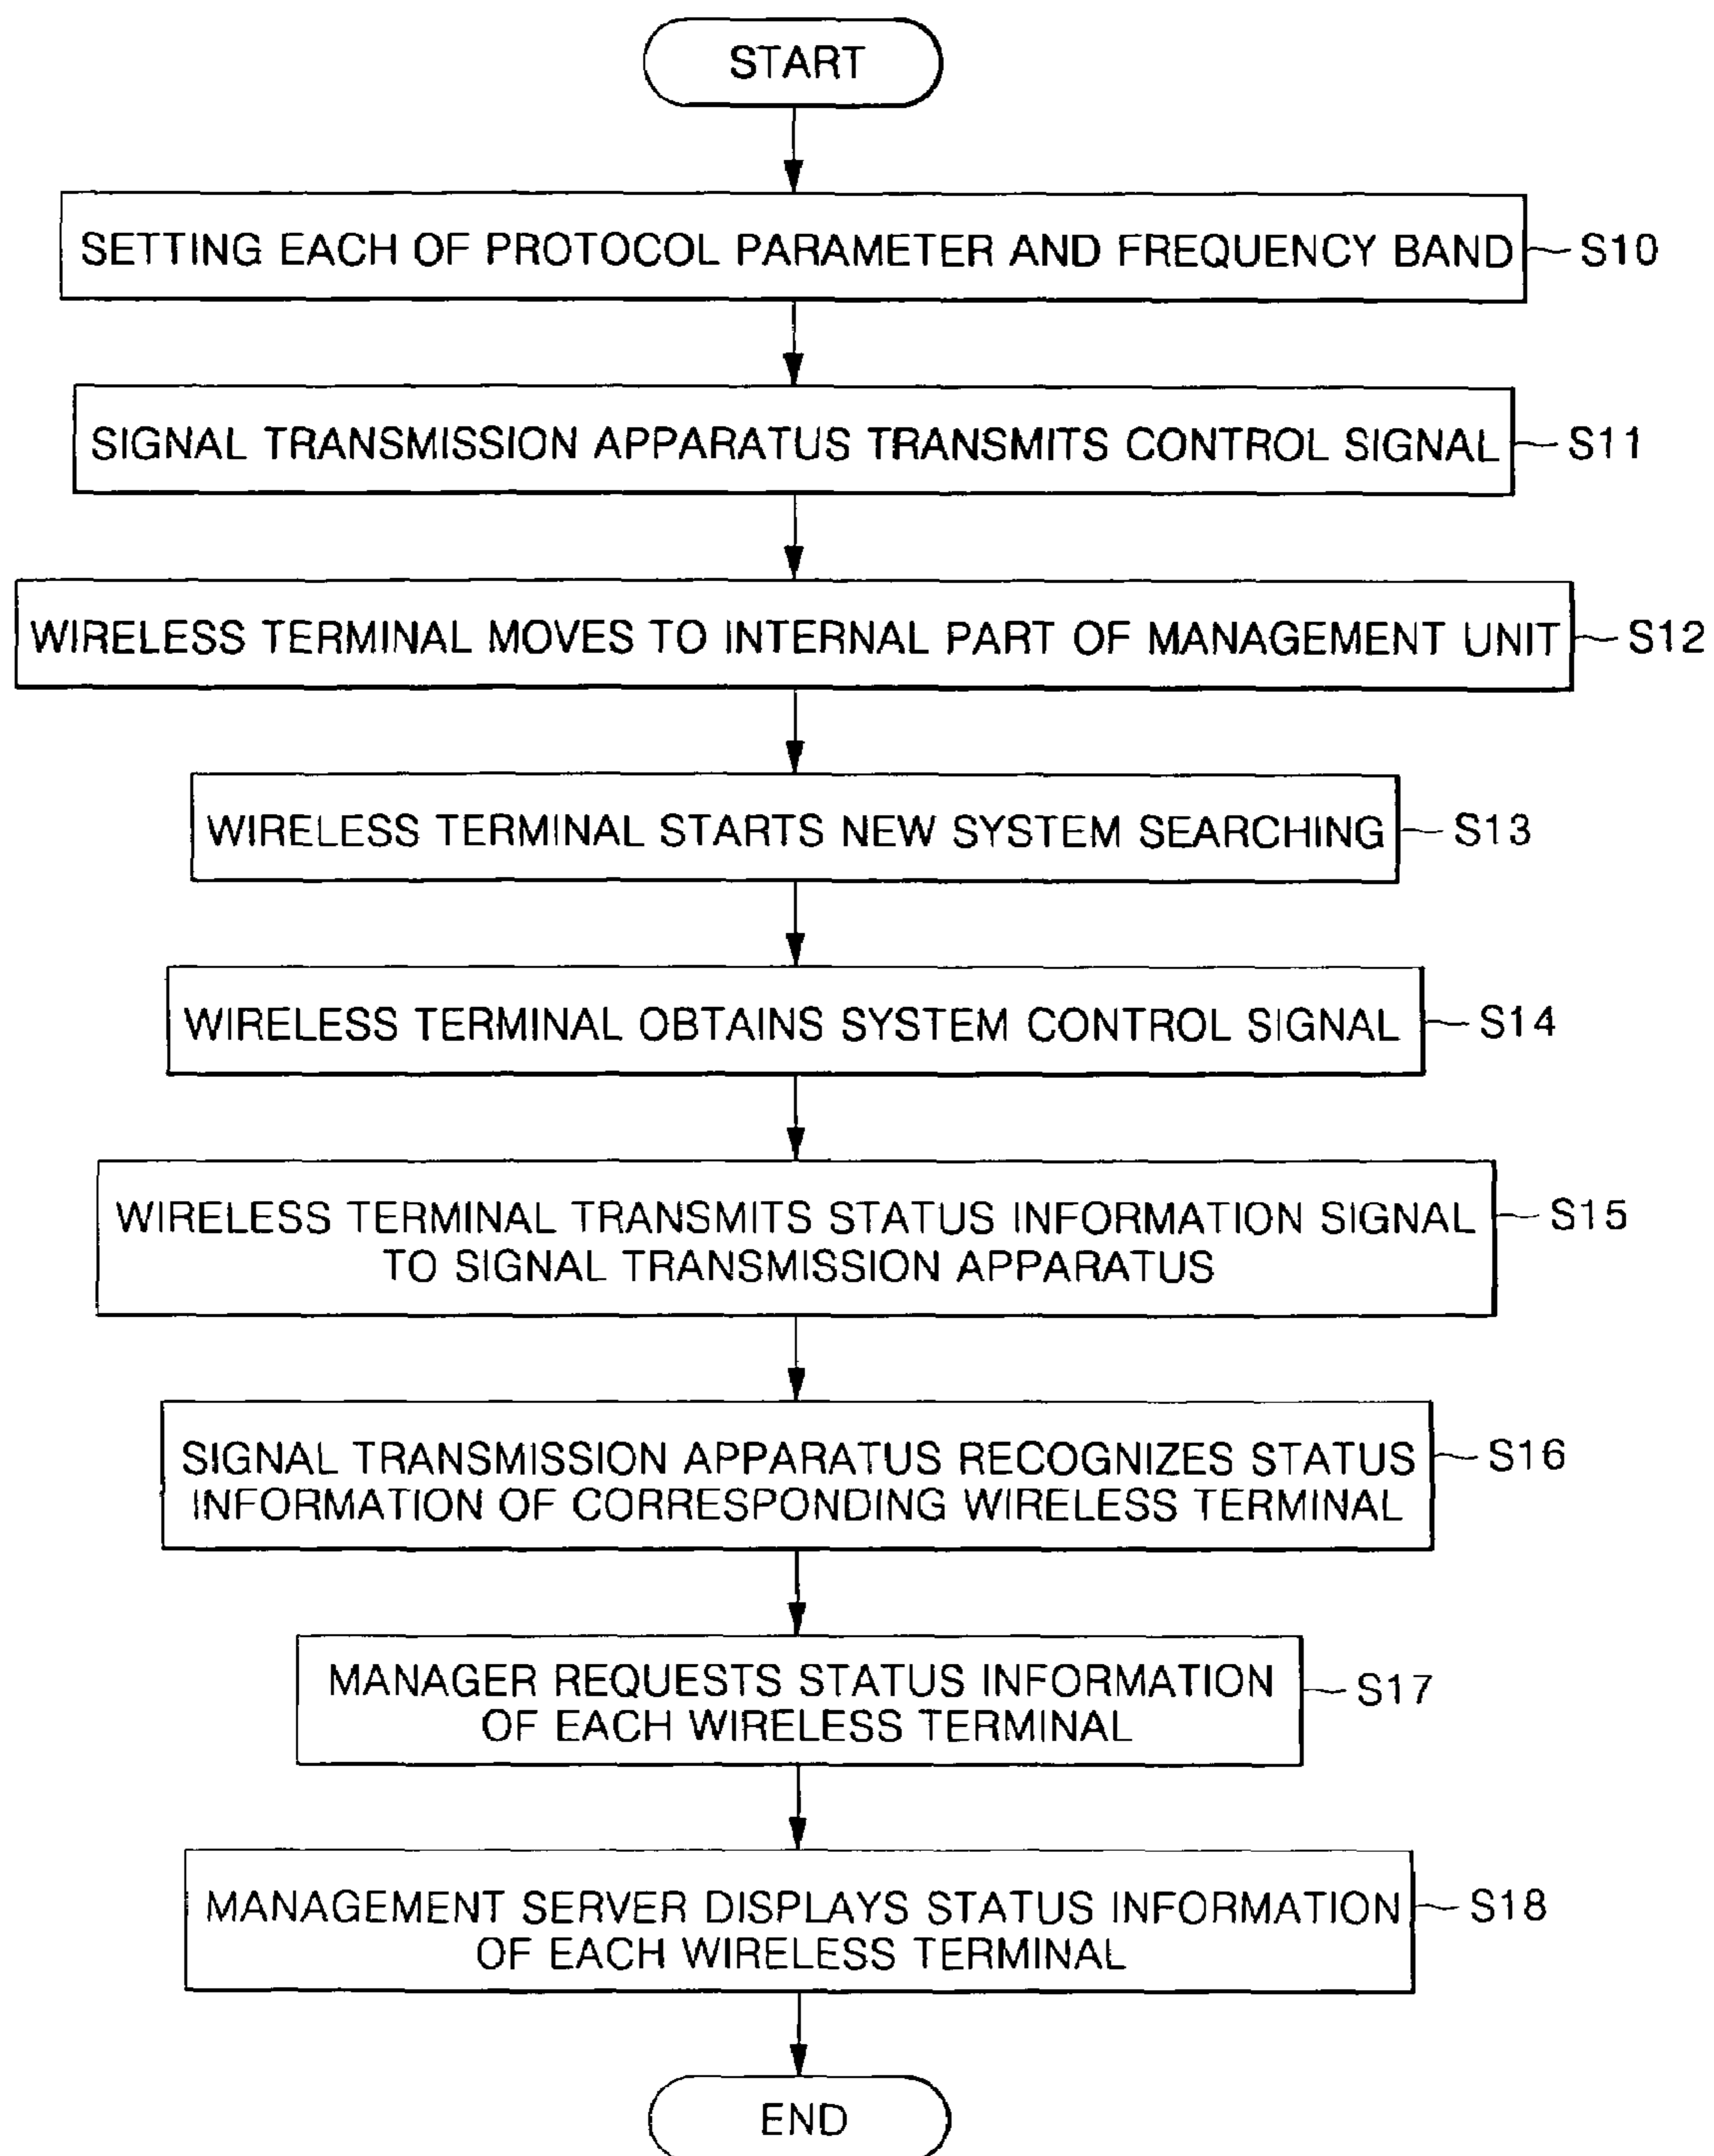 START
SETTING EACH OF PROTOCOL PARAMETER AND FREQUENCY BAND
S10
SIGNAL TRANSMISSION APPARATUS TRANSMITS CONTROL SIGNAL
S11
WIRELESS TERMINAL MOVES TO INTERNAL PART OF MANAGEMENT UNIT
S12
WIRELESS TERMINAL STARTS NEW SYSTEM SEARCHING
S13
WIRELESS TERMINAL OBTAINS SYSTEM CONTROL SIGNAL
S14
WIRELESS TERMINAL TRANSMITS STATUS INFORMATION SIGNAL
TO SIGNAL TRANSMISSION APPARATUS
S15
SIGNAL TRANSMISSION APPARATUS RECOGNIZES STATUS
INFORMATION OF CORRESPONDING WIRELESS TERMINAL
S16
MANAGER REQUESTS STATUS INFORMATION
OF EACH WIRELESS TERMINAL
S17
MANAGEMENT SERVER DISPLAYS STATUS INFORMATION
OF EACH WIRELESS TERMINAL
S18
END